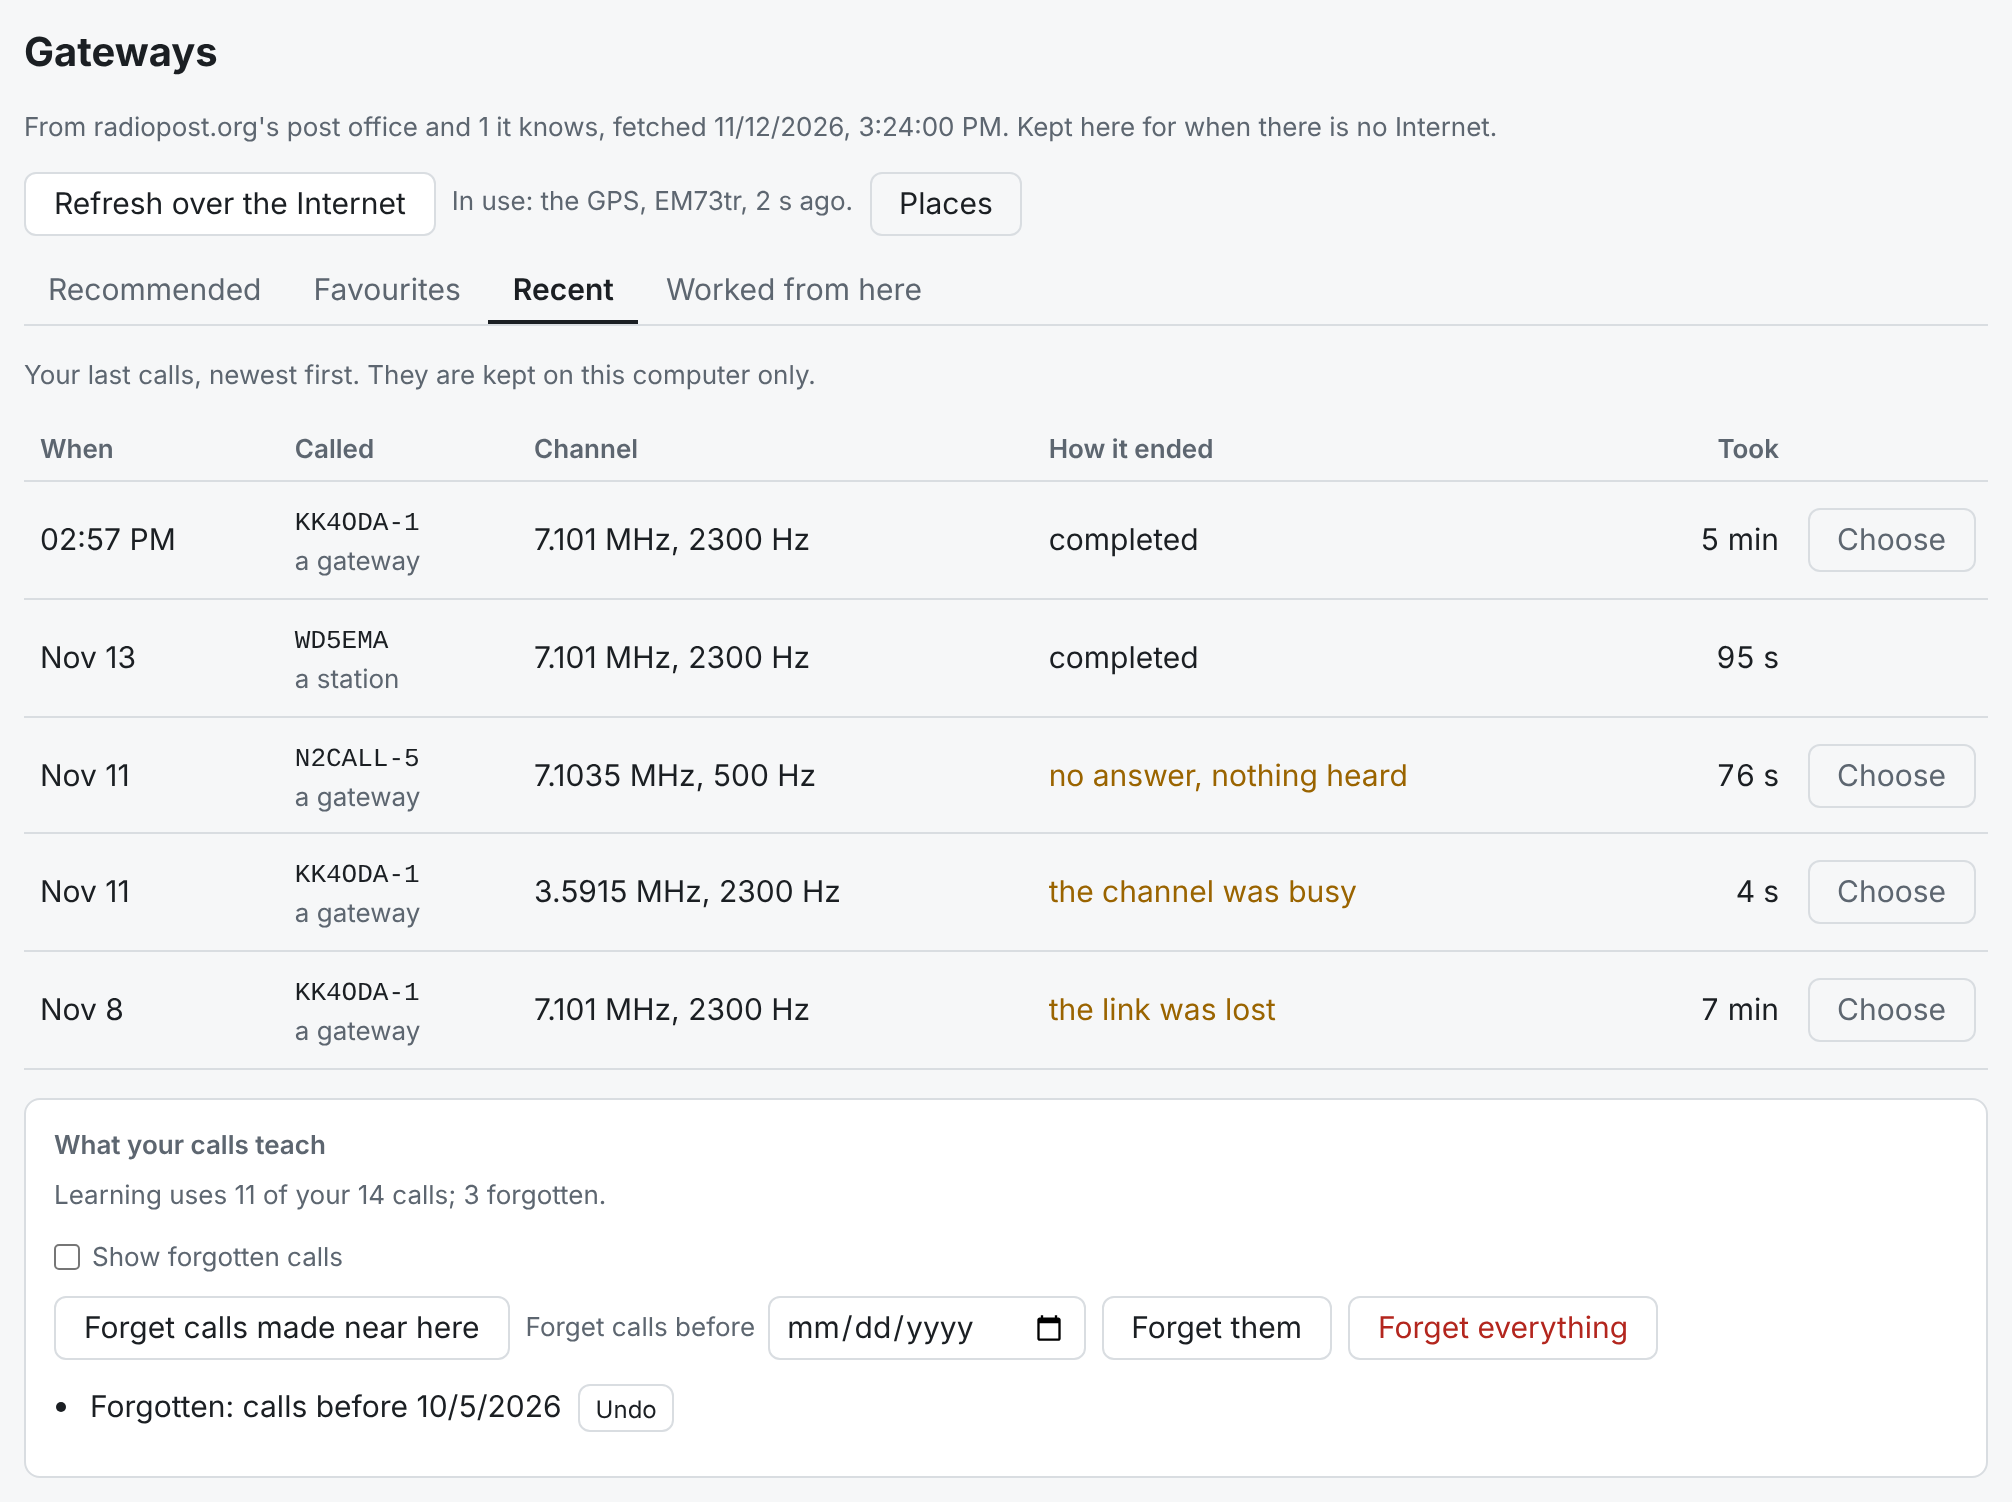 Gateways
From radiopost.org's post office and 1 it knows, fetched 11/12/2026, 3:24:00 PM. Kept here for when there is no Internet.
Refresh over the Internet In use: the GPS, EM73tr, 2 s ago. Places
Recommended Favourites Recent Worked from here
Your last calls, newest first. They are kept on this computer only.
When Called Channel How it ended Took
02:57 PM KK4ODA-1 a gateway 7.101 MHz, 2300 Hz completed 5 min Choose
Nov 13 WD5EMA a station 7.101 MHz, 2300 Hz completed 95 s
Nov 11 N2CALL-5 a gateway 7.1035 MHz, 500 Hz no answer, nothing heard 76 s Choose
Nov 11 KK4ODA-1 a gateway 3.5915 MHz, 2300 Hz the channel was busy 4 s Choose
Nov 8 KK4ODA-1 a gateway 7.101 MHz, 2300 Hz the link was lost 7 min Choose
What your calls teach
Learning uses 11 of your 14 calls; 3 forgotten.
Show forgotten calls
Forget calls made near here Forget calls before mm/dd/yyyy Forget them Forget everything
• Forgotten: calls before 10/5/2026 Undo